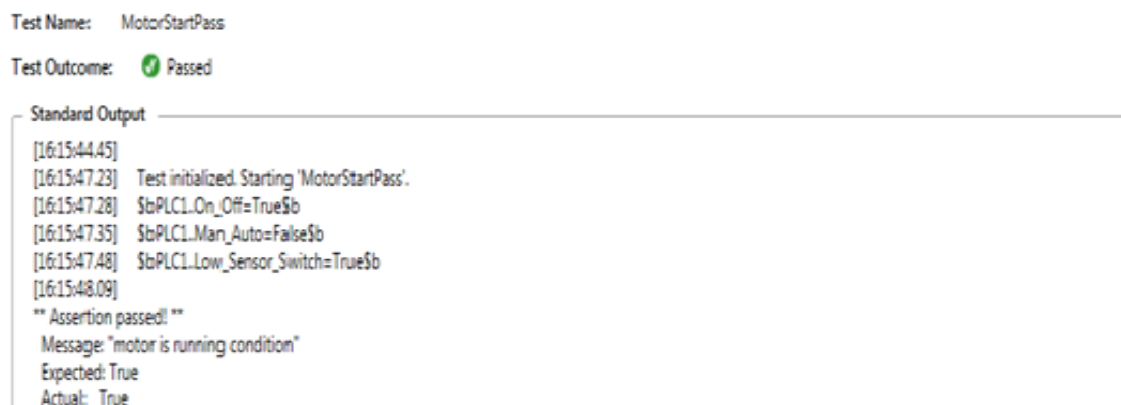 Test Name: MotorStartPass
Test Outcome: Passed
Standard Output
[16:15:44.45]
[16:15:47.23] Test initialized. Starting 'MotorStartPass'.
[16:15:47.28] $bPLC1..On_Off=True$b
[16:15:47.35] $bPLC1..Man_Auto=False$b
[16:15:47.48] $bPLC1..Low_Sensor_Switch=True$b
[16:15:48.09]
** Assertion passed! **
Message: "motor is running condition"
Expected: True
Actual: True